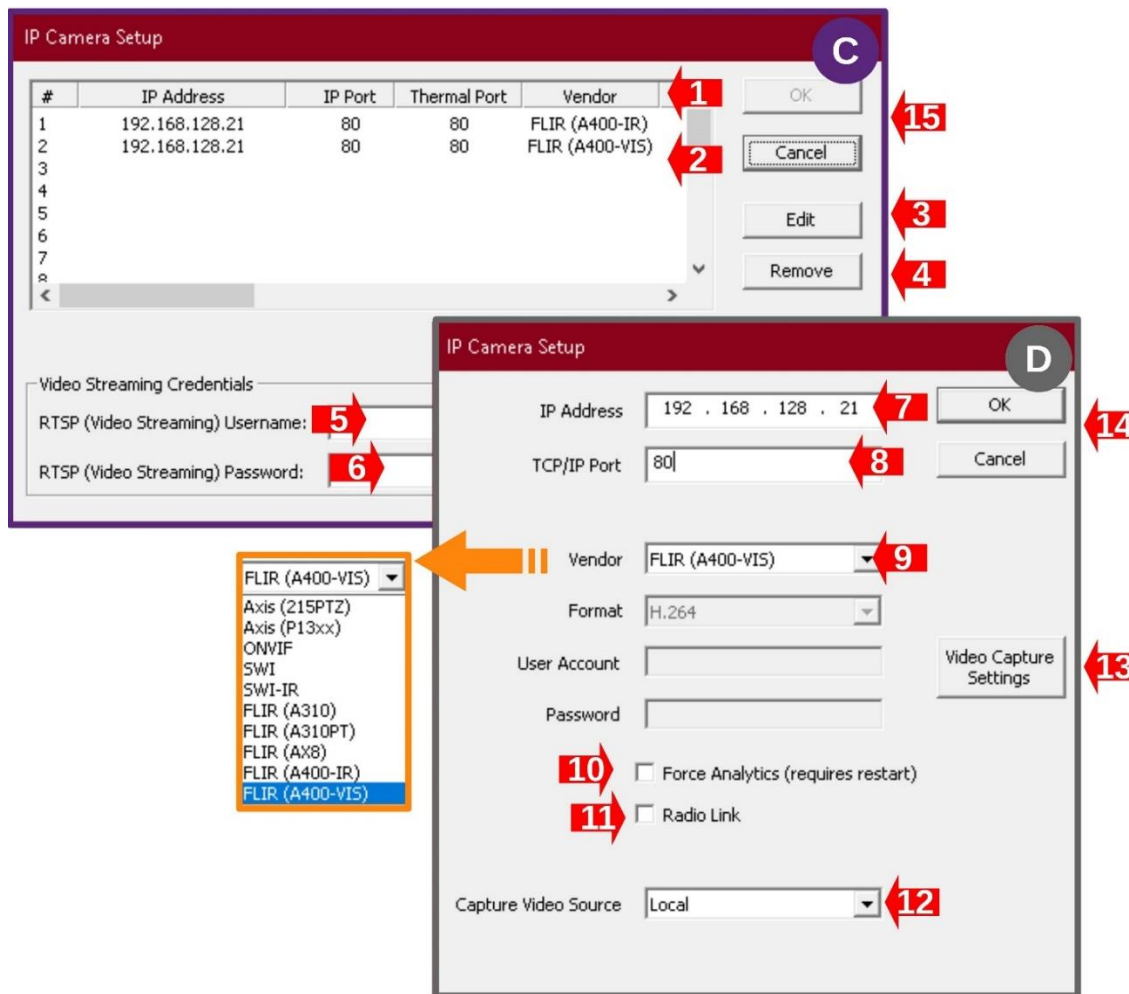 IP Camera Setup
C
# IP Address IP Port Thermal Port Vendor
1
OK
1 192.168.128.21 80 80 FLIR (A400-IR)
15
2 192.168.128.21 80 80 FLIR (A400-VIS)
2
Cancel
3
4
5
Edit
3
6
7
Remove
4
8
IP Camera Setup
D
Video Streaming Credentials
RTSP (Video Streaming) Username:
5
RTSP (Video Streaming) Password:
6
IP Address 192 . 168 . 128 . 21
7
OK
14
TCP/IP Port 80
8
Cancel
Vendor FLIR (A400-VIS)
9
Format H.264
User Account
Video Capture
Settings
13
Password
10
Force Analytics (requires restart)
11
Radio Link
Capture Video Source Local
12
FLIR (A400-VIS)
Axis (215PTZ)
Axis (P13xx)
ONVIF
SWI
SWI-IR
FLIR (A310)
FLIR (A310PT)
FLIR (AX8)
FLIR (A400-IR)
FLIR (A400-VIS)